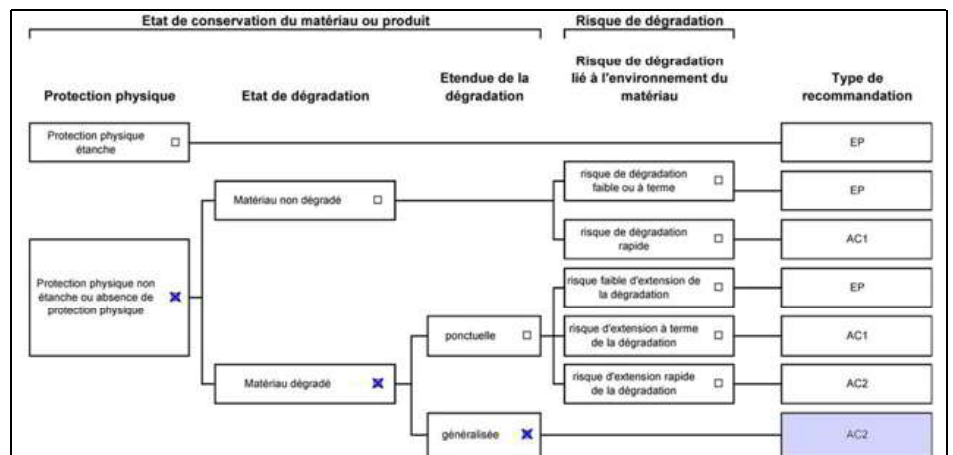 Etat de conservation du matériau ou produit
Risque de dégradation
Protection physique
Etat de dégradation
Etendue de la
dégradation
Risque de dégradation
lié à l'environnement du
matériau
Type de
recommandation
Protection physique
étanche
EP
Matériau non dégradé
risque de dégradation
faible ou à terme
EP
risque de dégradation
rapide
AC1
Protection physique non
étanche ou absence de
protection physique
risque faible d'extension de
la dégradation
EP
ponctuelle
risque d'extension à terme
de la dégradation
AC1
Matériau dégradé
risque d'extension rapide
de la dégradation
AC2
généralisée
AC2